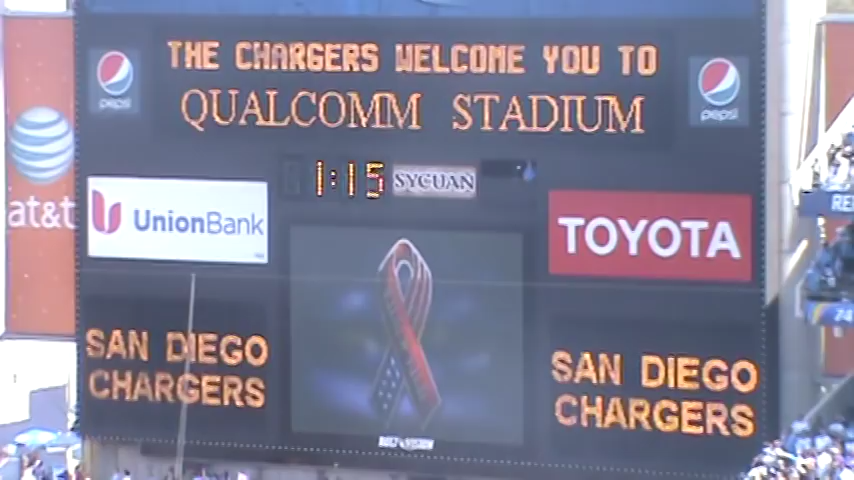 THE CHARGERS WELCOME YOU TO
QUALCOMM STADIUM
pepsi
pepsi
at&t
1:15
SYCUAN
UnionBank
TOYOTA
SAN DIEGO
CHARGERS
SAN DIEGO
CHARGERS
24